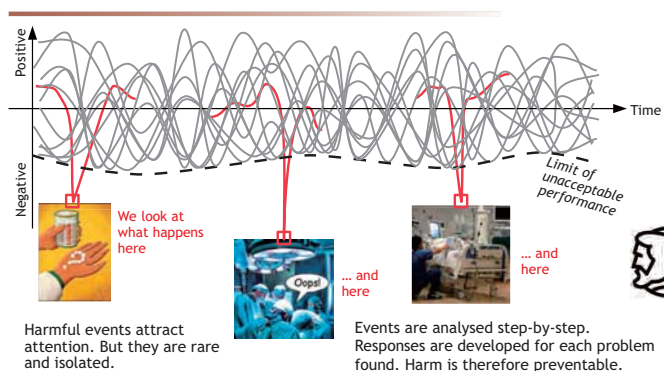 Positive
Negative
Time
Limit of
unacceptable
performance
We look at
what happens
here
Oops!
... and
here
... and
here
Harmful events attract
attention. But they are rare
and isolated.
Events are analysed step-by-step.
Responses are developed for each problem
found. Harm is therefore preventable.